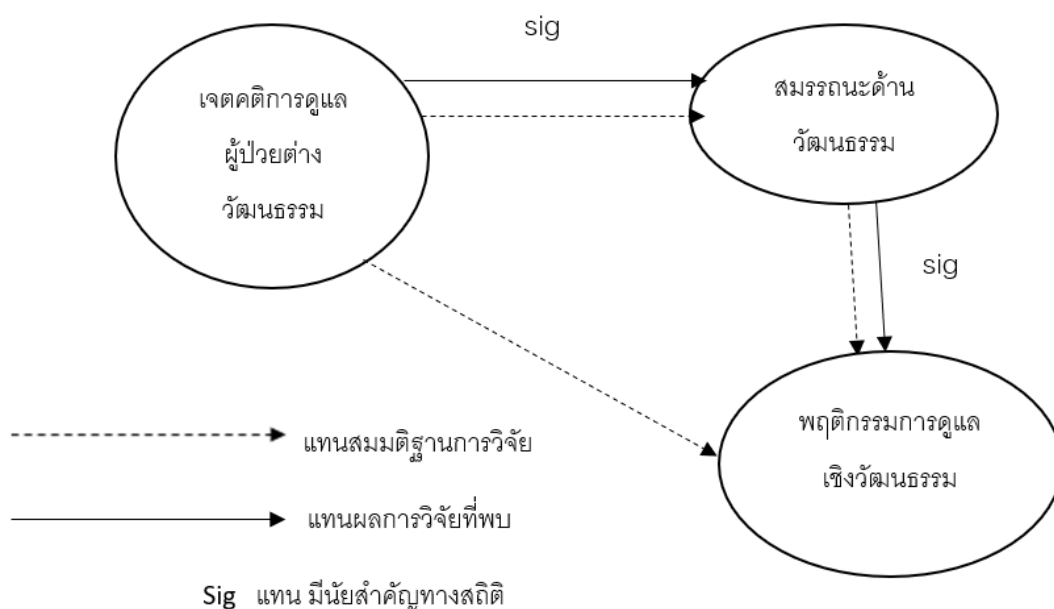 sig
เจตคติการดูแล
ผู้ป่วยต่าง
วัฒนธรรม
สมรรถนะด้าน
วัฒนธรรม
sig
พฤติกรรมการดูแล
เชิงวัฒนธรรม
แทนสมมติฐานการวิจัย
แทนผลการวิจัยที่พบ
Sig แทน มีนัยสำคัญทางสถิติ